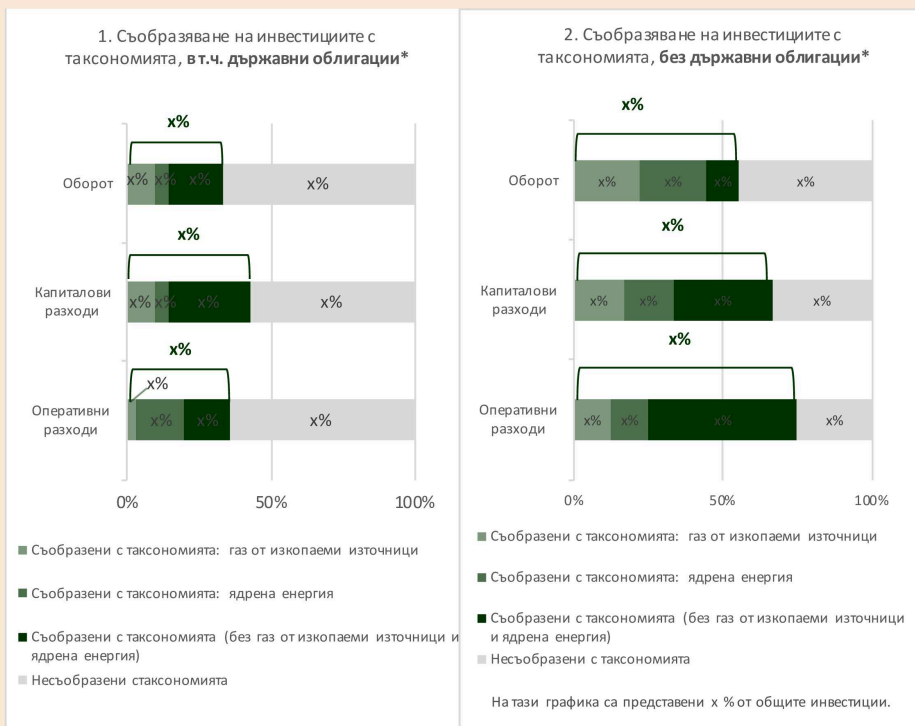 1. Съобразяване на инвестициите с
таксономията, в т.ч. държавни облигации*
x%
Оборот
x% x% x% x%
x%
Капиталови
разходи
x% x% x% x%
x%
x%
Оперативни
разходи
x% x% x%
0% 50% 100%
Съобразени с таксономията: газ от изкопаеми източници
Съобразени с таксономията: ядрена енергия
Съобразени с таксономията (без газ от изкопаеми източници и
ядрена енергия)
Несъобразени стаксономията
2. Съобразяване на инвестициите с
таксономията, без държавни облигации*
x%
Оборот
x% x% x% x%
x%
Капиталови
разходи
x% x% x% x%
x%
Оперативни
разходи
x% x% x% x%
0% 50% 100%
Съобразени с таксономията: газ от изкопаеми източници
Съобразени с таксономията: ядрена енергия
Съобразени с таксономията (без газ от изкопаеми източници
и ядрена енергия)
Несъобразени с таксономията
На тази графика са представени x % от общите инвестиции.